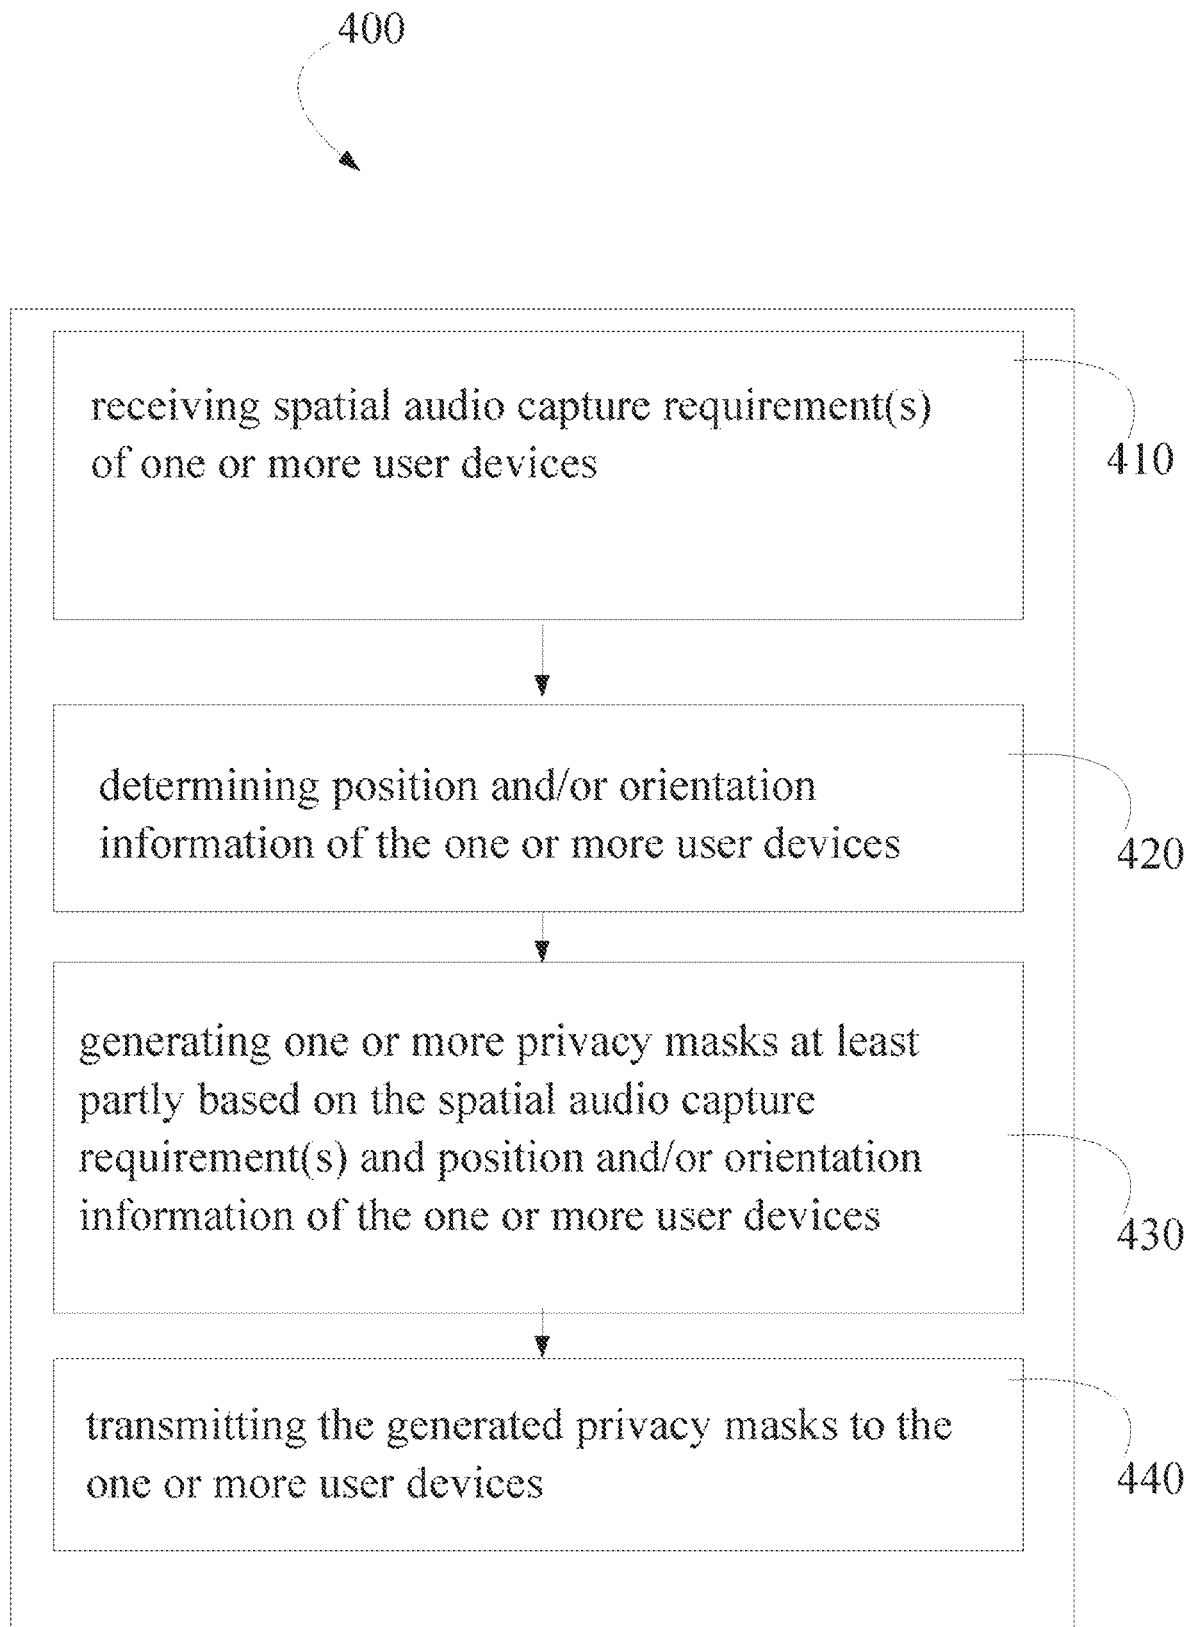 400
receiving spatial audio capture requirement(s)
of one or more user devices
410
determining position and/or orientation
information of the one or more user devices
420
generating one or more privacy masks at least
partly based on the spatial audio capture
requirement(s) and position and/or orientation
information of the one or more user devices
430
transmitting the generated privacy masks to the
one or more user devices
440